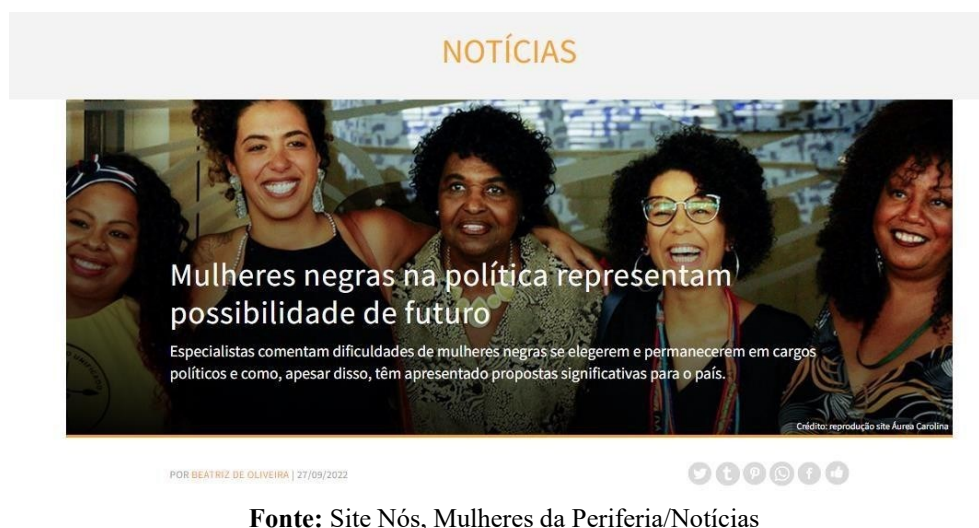 NOTÍCIAS
Mulheres negras na política representam
possibilidade de futuro
Especialistas comentam dificuldades de mulheres negras se elegerem e permanecerem em cargos
políticos e como, apesar disso, têm apresentado propostas significativas para o país.
Crédito: reprodução site Áurea Carolina
POR BEATRIZ DE OLIVEIRA | 27/09/2022
Fonte: Site Nós, Mulheres da Periferia/Notícias